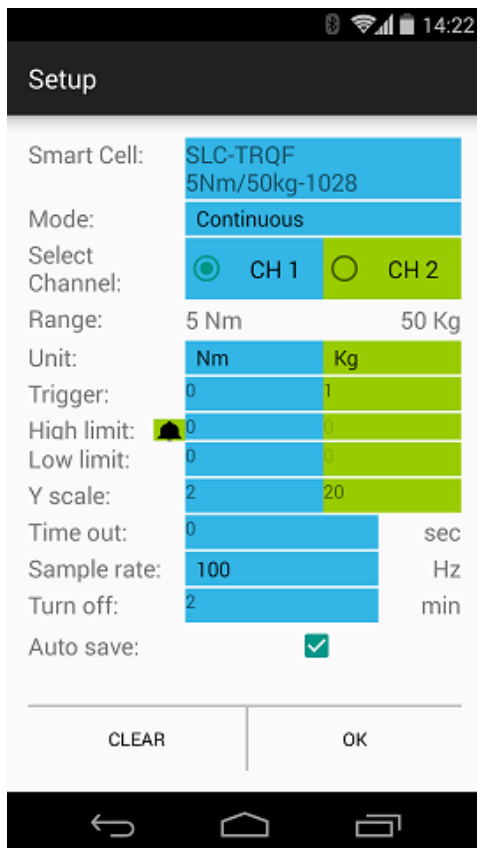 14:22
Setup
Smart Cell: SLC-TRQF
5Nm/50kg-1028
Mode: Continuous
Select
Channel: CH 1 CH 2
Range: 5 Nm 50 Kg
Unit: Nm Kg
Trigger: 0 1
High limit: 0 0
Low limit: 0 0
Y scale: 2 20
Time out: 0 sec
Sample rate: 100 Hz
Turn off: 2 min
Auto save:
CLEAR OK